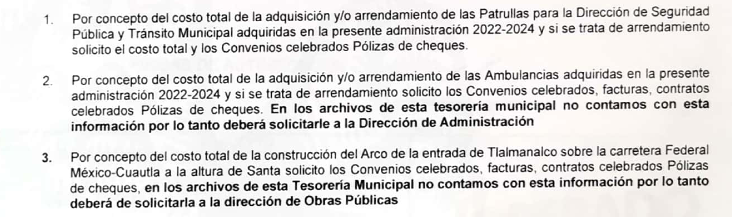 1. Por concepto del costo total de la adquisición y/o arrendamiento de las Patrullas para la Dirección de Seguridad
Pública y Tránsito Municipal adquiridas en la presente administración 2022-2024 y si se trata de arrendamiento
solicito el costo total y los Convenios celebrados Pólizas de cheques.
2. Por concepto del costo total de la adquisición y/o arrendamiento de las Ambulancias adquiridas en la presente
administración 2022-2024 y si se trata de arrendamiento solicito los Convenios celebrados, facturas, contratos
celebrados Pólizas de cheques. En los archivos de esta tesorería municipal no contamos con esta
información por lo tanto deberá solicitarle a la Dirección de Administración
3. Por concepto del costo total de la construcción del Arco de la entrada de Tlalmanalco sobre la carretera Federal
México-Cuautla a la altura de Santa solicito los Convenios celebrados, facturas, contratos celebrados Pólizas
de cheques, en los archivos de esta Tesorería Municipal no contamos con esta información por lo tanto
deberá de solicitarla a la dirección de Obras Públicas